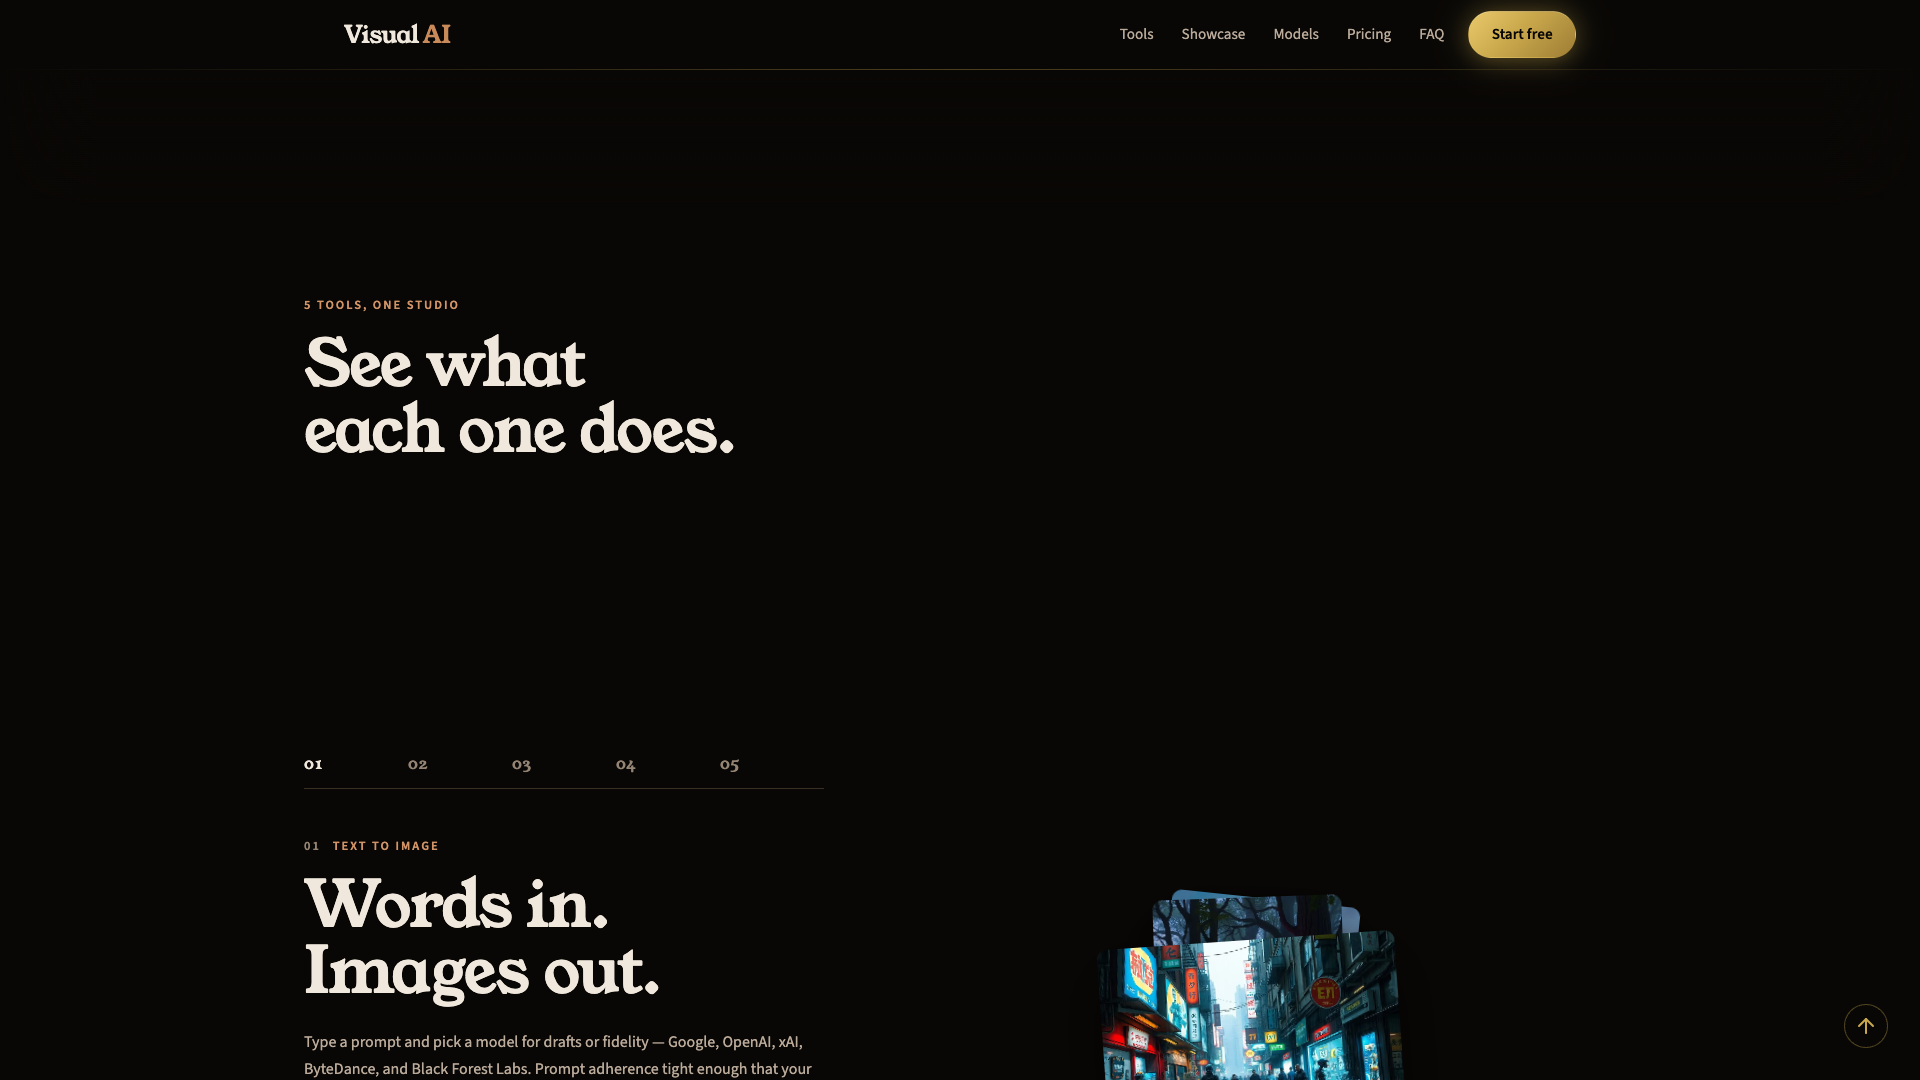 Visual AI
Tools Showcase Models Pricing FAQ Start free
5 TOOLS, ONE STUDIO
See what
each one does.
01 02 03 04 05
01 TEXT TO IMAGE
Words in.
Images out.
Type a prompt and pick a model for drafts or fidelity — Google, OpenAI, xAI,
ByteDance, and Black Forest Labs. Prompt adherence tight enough that your